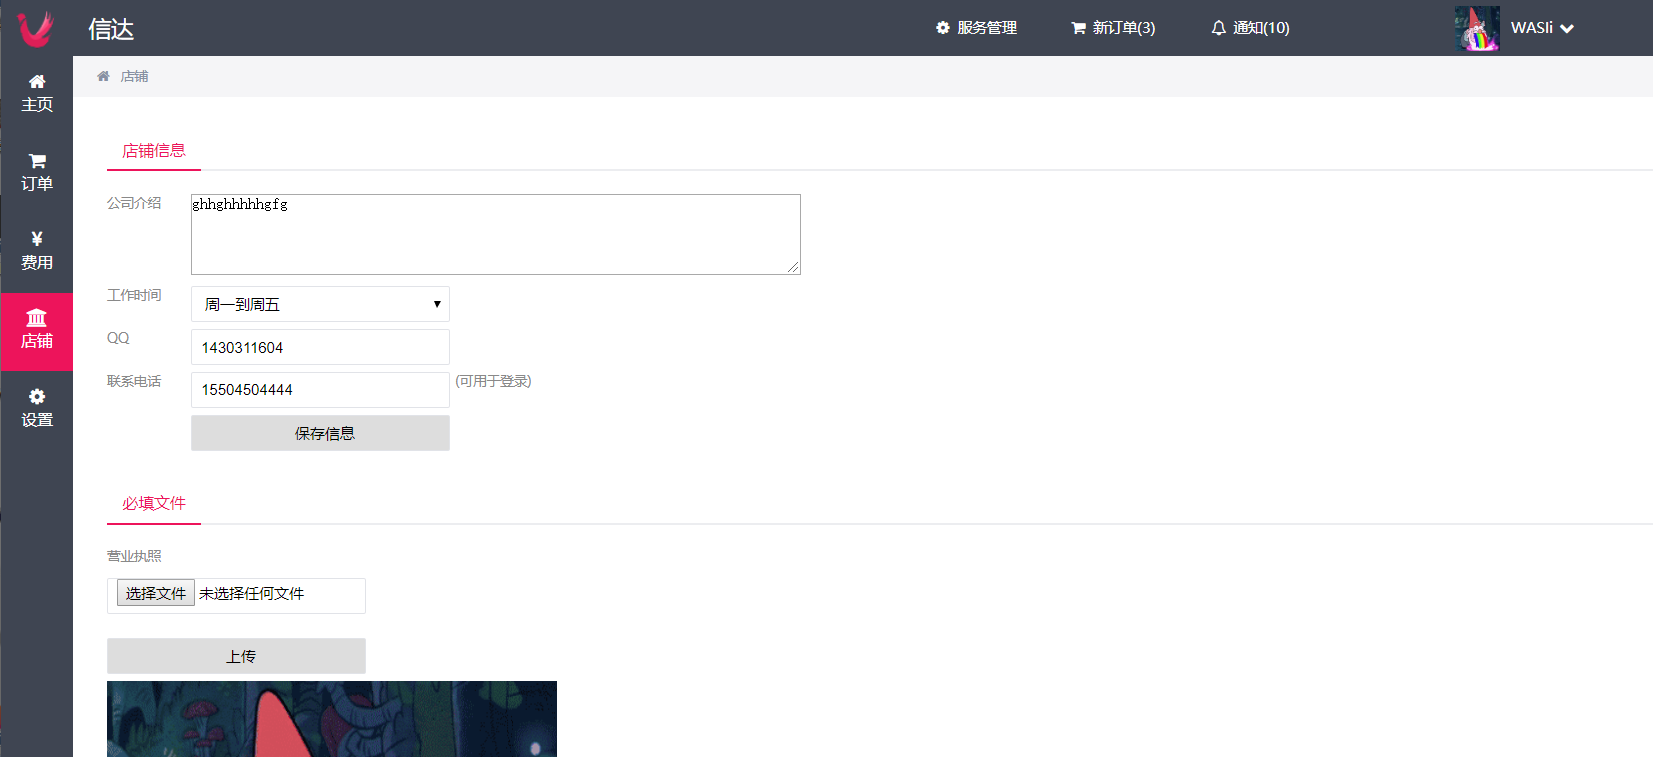 信达
服务管理
新订单(3)
通知(10)
WASli
主页
订单
费用
店铺
设置
店铺
店铺信息
公司介绍
ghhghhhhhgfg
工作时间
周一到周五
QQ
1430311604
联系电话
15504504444
(可用于登录)
保存信息
必填文件
营业执照
选择文件 未选择任何文件
上传